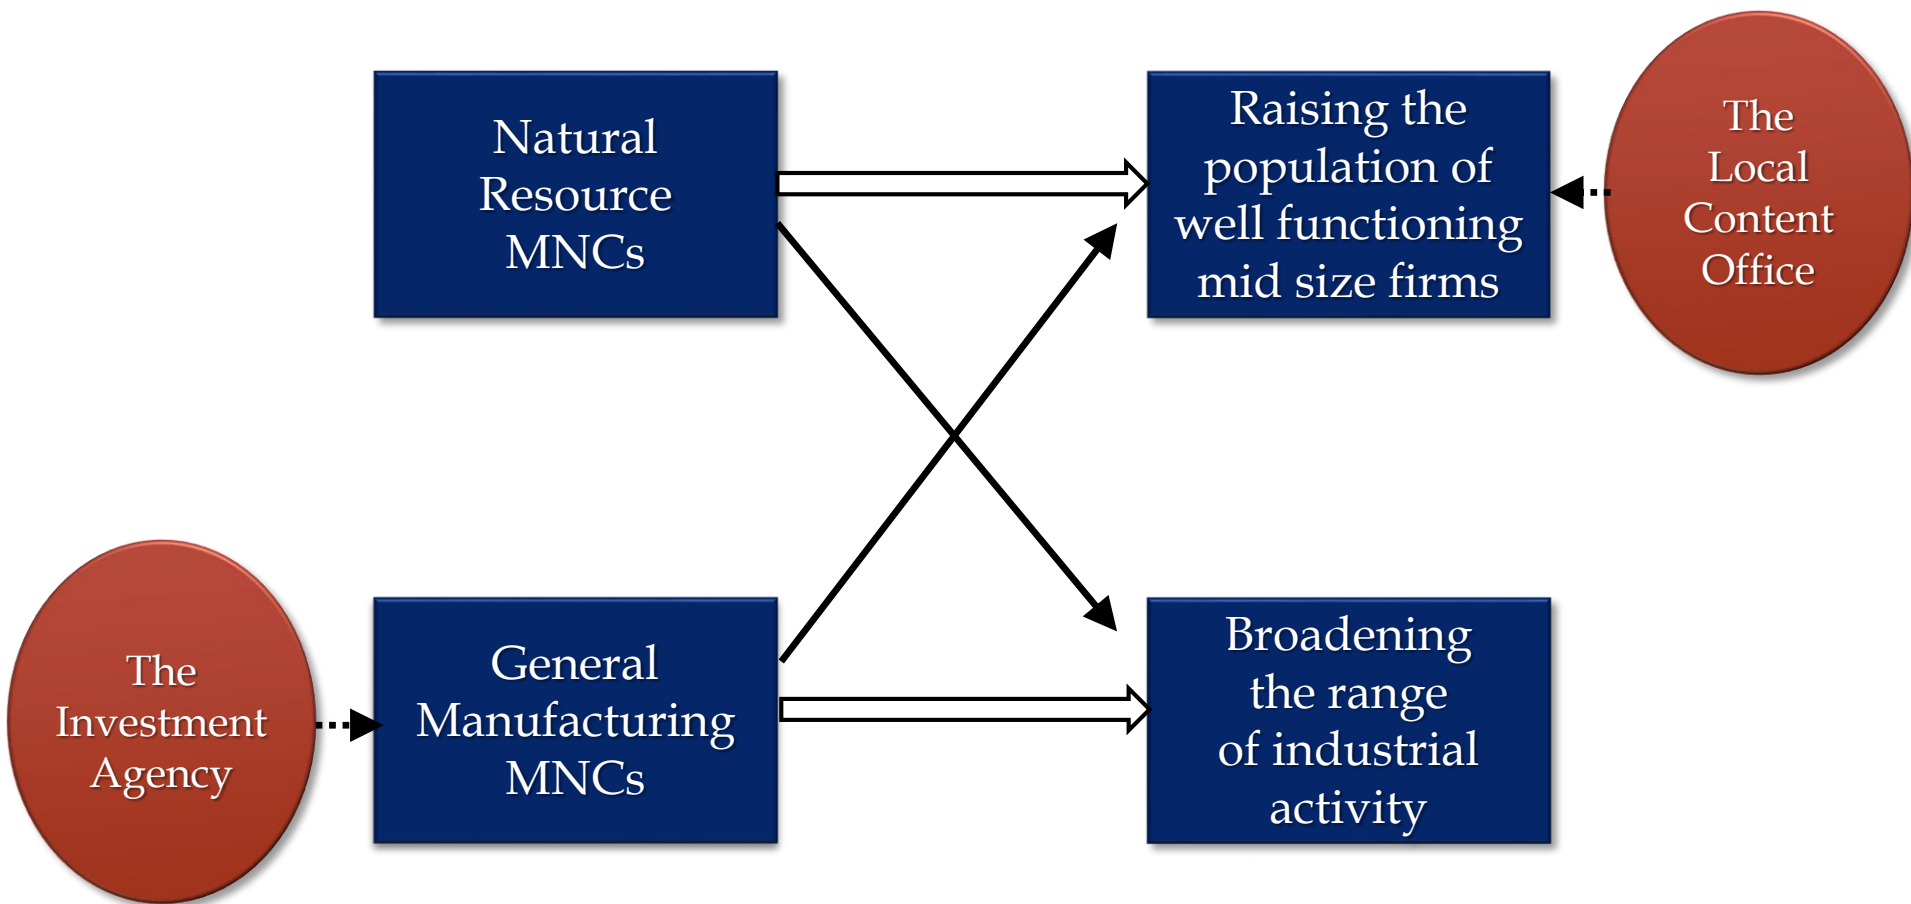 Natural
Resource
MNCs
Raising the
population of
well functioning
mid size firms
The
Local
Content
Office
The
Investment
Agency
General
Manufacturing
MNCs
Broadening
the range
of industrial
activity